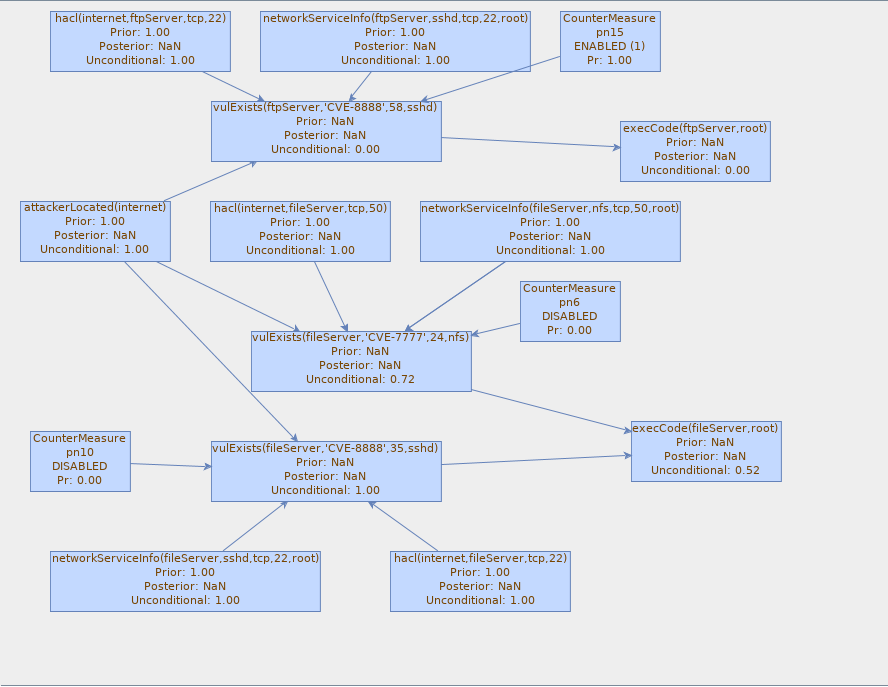 hacl(internet,ftpServer,tcp,22)
Prior: 1.00
Posterior: NaN
Unconditional: 1.00
networkServiceInfo(ftpServer,sshd,tcp,22,root)
Prior: 1.00
Posterior: NaN
Unconditional: 1.00
CounterMeasure
pn15
ENABLED (1)
Pr: 1.00
vulExists(ftpServer,'CVE-8888',58,sshd)
Prior: NaN
Posterior: NaN
Unconditional: 0.00
execCode(ftpServer,root)
Prior: NaN
Posterior: NaN
Unconditional: 0.00
attackerLocated(internet)
Prior: 1.00
Posterior: NaN
Unconditional: 1.00
hacl(internet,fileServer,tcp,50)
Prior: 1.00
Posterior: NaN
Unconditional: 1.00
networkServiceInfo(fileServer,nfs,tcp,50,root)
Prior: 1.00
Posterior: NaN
Unconditional: 1.00
CounterMeasure
pn6
DISABLED
Pr: 0.00
vulExists(fileServer,'CVE-7777',24,nfs)
Prior: NaN
Posterior: NaN
Unconditional: 0.72
CounterMeasure
pn10
DISABLED
Pr: 0.00
vulExists(fileServer,'CVE-8888',35,sshd)
Prior: NaN
Posterior: NaN
Unconditional: 1.00
execCode(fileServer,root)
Prior: NaN
Posterior: NaN
Unconditional: 0.52
networkServiceInfo(fileServer,sshd,tcp,22,root)
Prior: 1.00
Posterior: NaN
Unconditional: 1.00
hacl(internet,fileServer,tcp,22)
Prior: 1.00
Posterior: NaN
Unconditional: 1.00